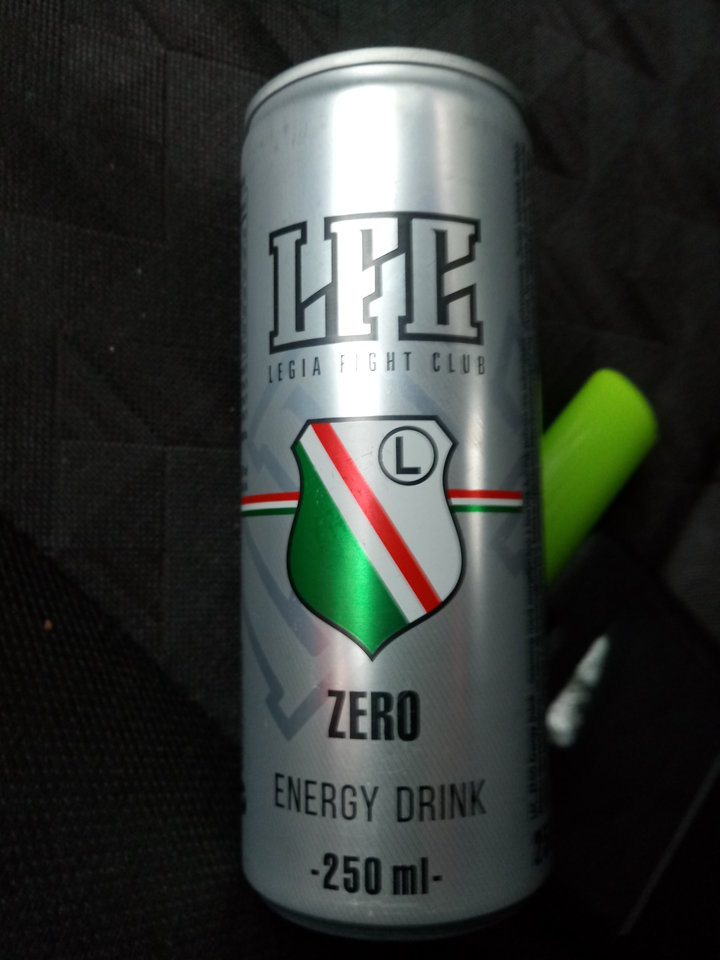 LFC
LEGIA FIGHT CLUB
L
ZERO
ENERGY DRINK
-250 ml-